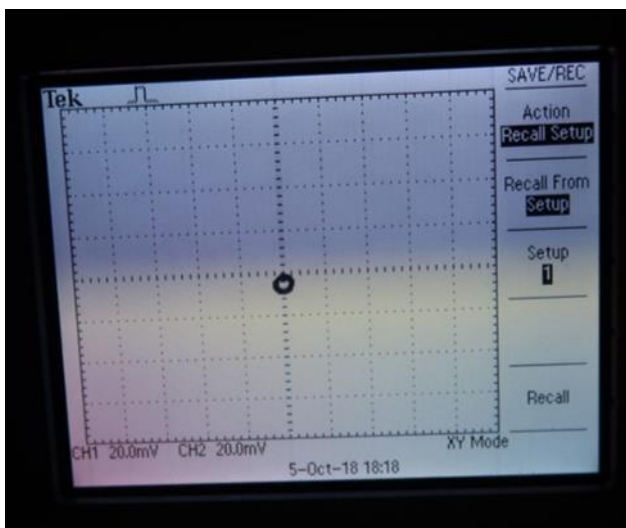 Tek
SAVE/REC
Action
Recall Setup
Recall From
Setup
Setup
1
Recall
CH1 20.0mV CH2 20.0mV XY Mode
5-Oct-18 18:18